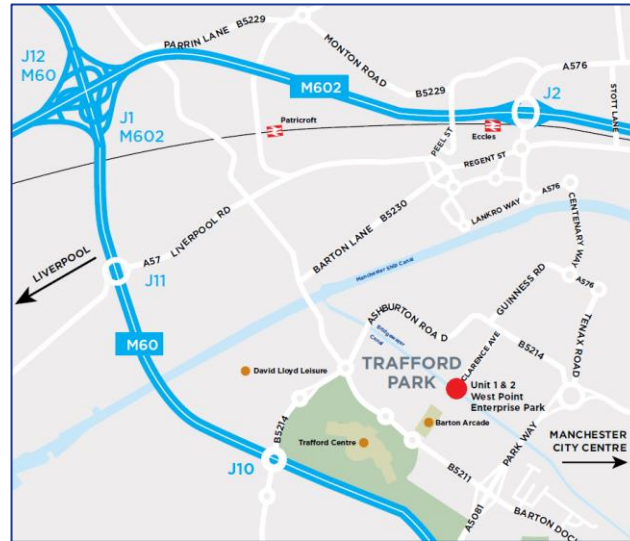 J12
M60
PARRIN LANE B5229
MONTON ROAD
B5229
A576
M602
J2
STOTT LANE
J1
M602
Patricroft
Eccles
PEEL ST
REGENT ST
A576
LANKRO WAY
CENTENARY WAY
LIVERPOOL
A57 LIVERPOOL RD
BARTON LANE B5230
Manchester Ship Canal
J11
GUINNESS RD
A576
M60
ASHBURTON ROAD
Bridgewater
Canal
CLARENCE AVE
B5214
TENAX ROAD
TRAFFORD
PARK
David Lloyd Leisure
Unit 1 & 2
West Point
Enterprise Park
B5214
Barton Arcade
Trafford Centre
PARK WAY
MANCHESTER
CITY CENTRE
J10
B5211
A5081
BARTON DOC